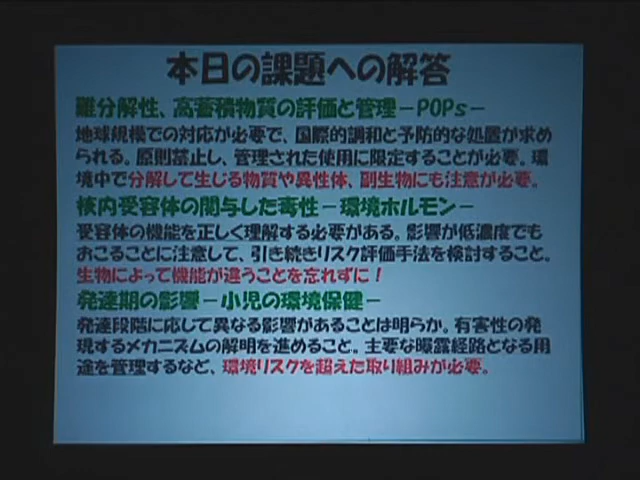 本日の課題への解答
難分解性、高蓄積物質の評価と管理－POPs－
地球規模での対応が必要で、国際的調和と予防的な処置が求め
られる。原則禁止し、管理された使用に限定することが必要。環
境中で分解して生じる物質や異性体、副生物にも注意が必要。
核内受容体の関与した毒性－環境ホルモン－
受容体の機能を正しく理解する必要がある。影響が低濃度でも
おこることに注意して、引き続きリスク評価手法を検討すること。
生物によって機能が違うことを忘れずに！
発達期の影響－小児の環境保健－
発達段階に応じて異なる影響があることは明らか。有害性の発
現するメカニズムの解明を進めること。主要な曝露経路となる用
途を管理するなど、環境リスクを超えた取り組みが必要。